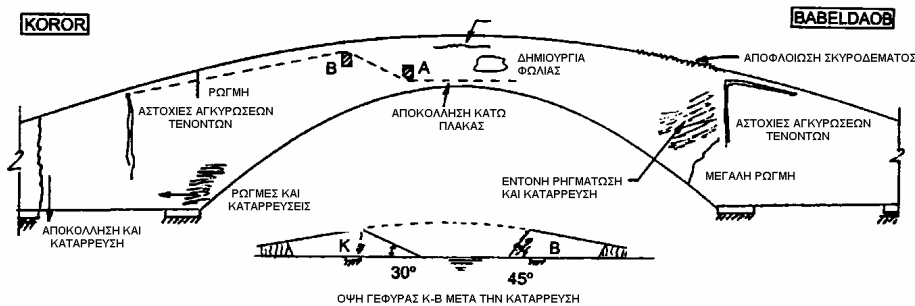 KOROR
BABELDAOB
B
A
ΔΗΜΙΟΥΡΓΙΑ
ΦΩΛΙΑΣ
ΑΠΟΦΛΟΙΩΣΗ ΣΚΥΡΟΔΕΜΑΤΟΣ
ΡΩΓΜΗ
ΑΣΤΟΧΙΕΣ ΑΓΚΥΡΩΣΕΩΝ
ΤΕΝΟΝΤΩΝ
ΑΠΟΚΟΛΛΗΣΗ ΚΑΤΩ
ΠΛΑΚΑΣ
ΑΣΤΟΧΙΕΣ ΑΓΚΥΡΩΣΕΩΝ
ΤΕΝΟΝΤΩΝ
ΡΩΓΜΕΣ ΚΑΙ
ΚΑΤΑΡΡΕΥΣΕΙΣ
ΕΝΤΟΝΗ ΡΗΓΜΑΤΩΣΗ
ΚΑΙ ΚΑΤΑΡΡΕΥΣΗ
ΜΕΓΑΛΗ ΡΩΓΜΗ
ΑΠΟΚΟΛΛΗΣΗ ΚΑΙ
ΚΑΤΑΡΡΕΥΣΗ
K
B
30°
45°
ΟΨΗ ΓΕΦΥΡΑΣ Κ-Β ΜΕΤΑ ΤΗΝ ΚΑΤΑΡΡΕΥΣΗ